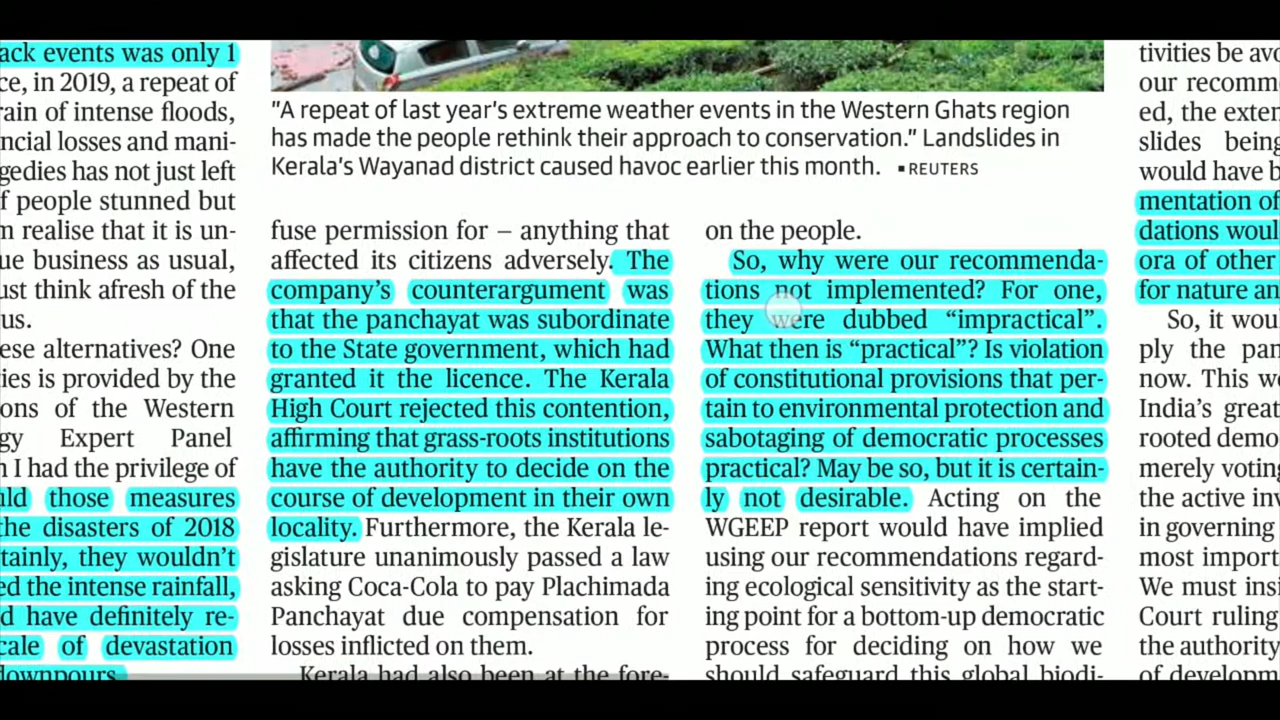 ack events was only 1
ce, in 2019, a repeat of
rain of intense floods,
ncial losses and mani-
gedies has not just left
f people stunned but
m realise that it is un-
ue business as usual,
ust think afresh of the
us.
ese alternatives? One
ies is provided by the
ons of the Western
gy Expert Panel
h I had the privilege of
ld those measures
the disasters of 2018
tainly, they wouldn't
ed the intense rainfall,
d have definitely re-
cale of devastation
downpours.
"A repeat of last year's extreme weather events in the Western Ghats region
has made the people rethink their approach to conservation." Landslides in
Kerala's Wayanad district caused havoc earlier this month. ▪ REUTERS
fuse permission for – anything that
affected its citizens adversely. The
company's counterargument was
that the panchayat was subordinate
to the State government, which had
granted it the licence. The Kerala
High Court rejected this contention,
affirming that grass-roots institutions
have the authority to decide on the
course of development in their own
locality. Furthermore, the Kerala le-
gislature unanimously passed a law
asking Coca-Cola to pay Plachimada
Panchayat due compensation for
losses inflicted on them.
Kerala had also been at the fore-
on the people.
So, why were our recommenda-
tions not implemented? For one,
they were dubbed “impractical”.
What then is “practical”? Is violation
of constitutional provisions that per-
tain to environmental protection and
sabotaging of democratic processes
practical? May be so, but it is certain-
ly not desirable. Acting on the
WGEEP report would have implied
using our recommendations regard-
ing ecological sensitivity as the start-
ing point for a bottom-up democratic
process for deciding on how we
should safeguard this global biodi-
tivities be avo
our recomm
ed, the exten
slides being
would have b
mentation of
dations woul
ora of other
for nature an
So, it wou
ply the pan
now. This we
India's great
rooted demo
merely voting
the active inv
in governing
most import
We must insi
Court ruling
the authority
of developm